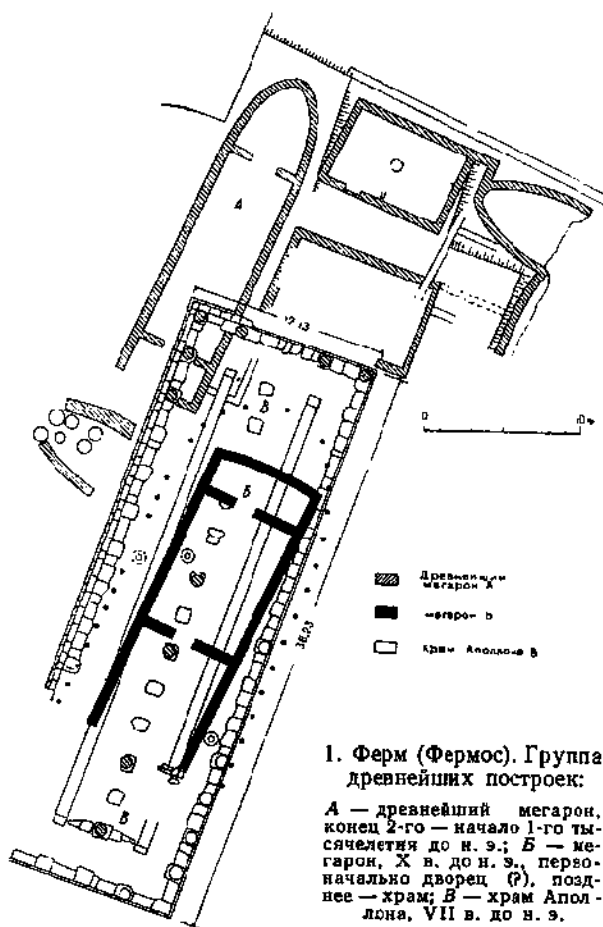 А
12.13
В
Б
38.23
В
0
10 м
Древнейший
мегарон А
мегарон Б
Храм Аполлона В
1. Ферм (Фермос). Группа
древнейших построек:
А — древнейший мегарон,
конец 2-го — начало 1-го ты-
сячелетия до н. э.; Б — ме-
гарон, X в. до н. э., перво-
начально дворец (?), позд-
нее — храм; В — храм Апол-
лона, VII в. до н. э.